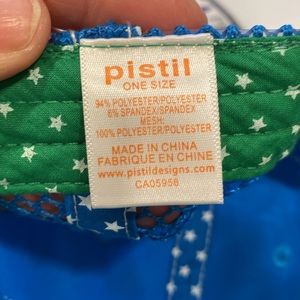 pistil
ONE SIZE
94% POLYESTER/POLYESTER
6% SPANDEX/SPANDEX
MESH:
100% POLYESTER/POLYESTER
MADE IN CHINA
FABRIQUE EN CHINE
www.pistildesigns.com
CA05956